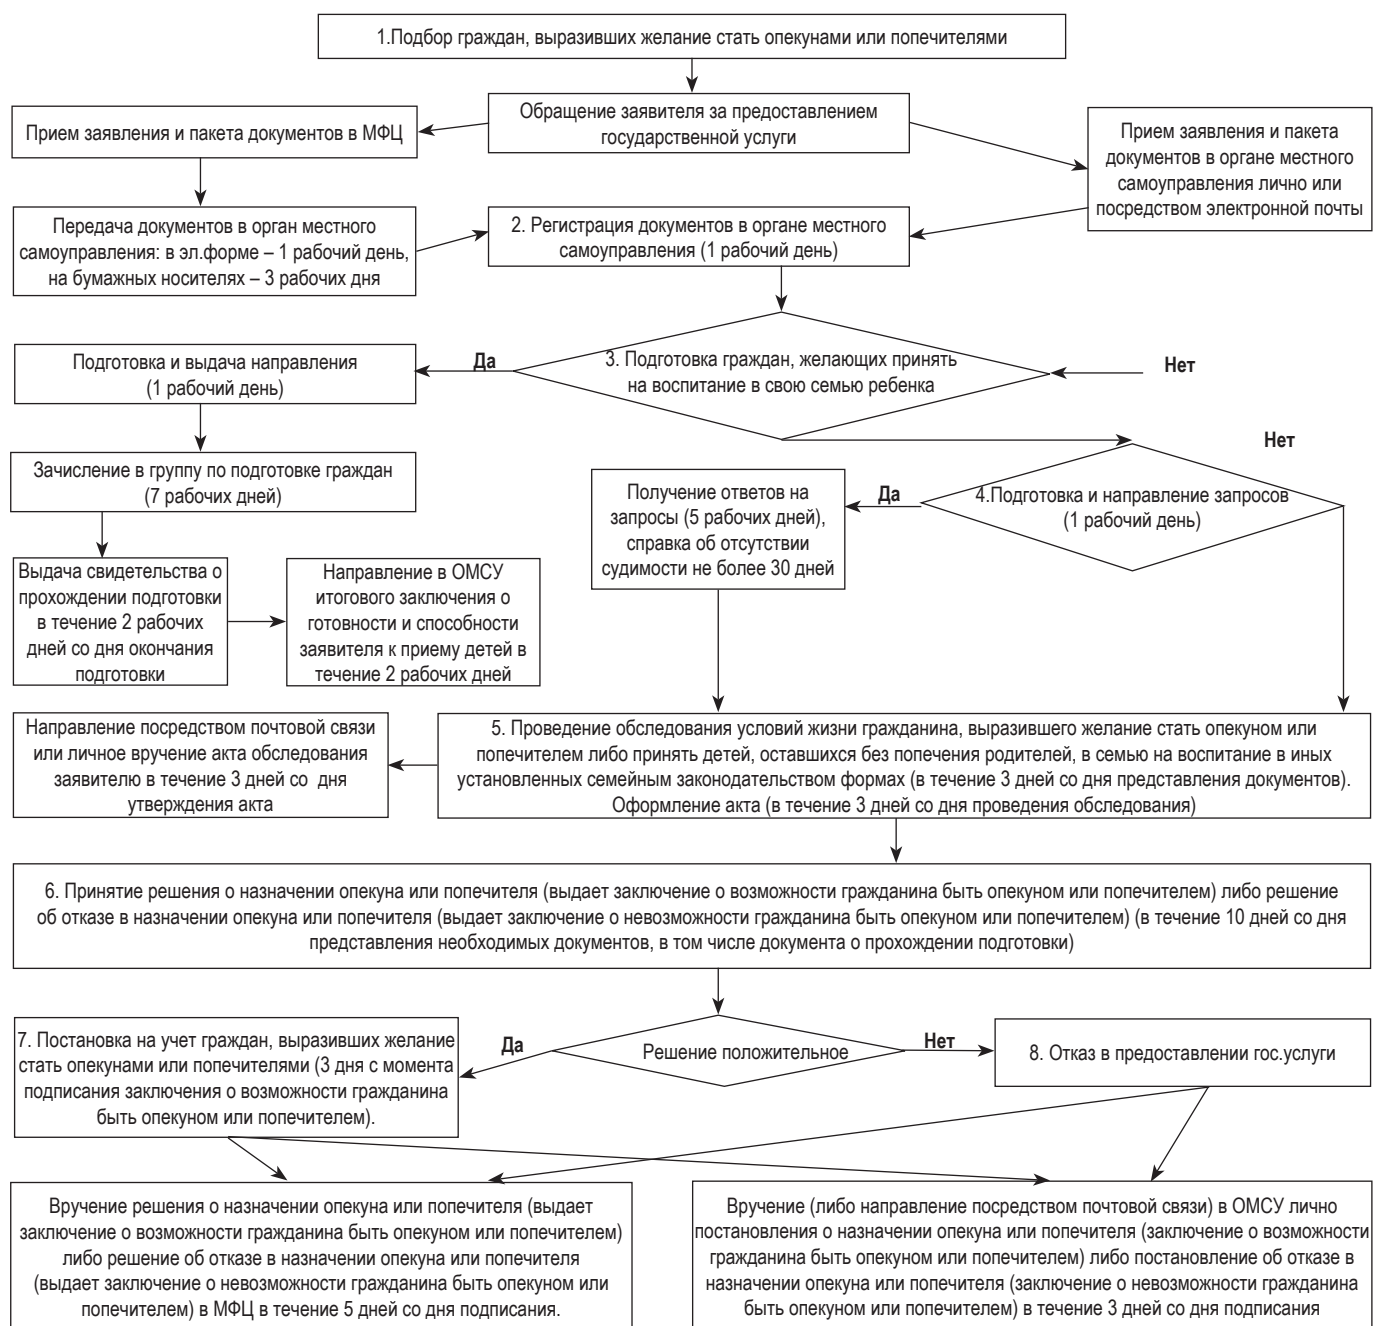 1.Подбор граждан, выразивших желание стать опекунами или попечителями
Обращение заявителя за предоставлением
государственной услуги
Прием заявления и пакета документов в МФЦ
Прием заявления и пакета
документов в органе местного
самоуправления лично или
посредством электронной почты
Передача документов в орган местного
самоуправления: в эл.форме – 1 рабочий день,
на бумажных носителях – 3 рабочих дня
2. Регистрация документов в органе местного
самоуправления (1 рабочий день)
3. Подготовка граждан, желающих принять
на воспитание в свою семью ребенка
Да
Нет
Подготовка и выдача направления
(1 рабочий день)
Зачисление в группу по подготовке граждан
(7 рабочих дней)
Выдача свидетельства о
прохождении подготовки
в течение 2 рабочих
дней со дня окончания
подготовки
Направление в ОМСУ
итогового заключения о
готовности и способности
заявителя к приему детей в
течение 2 рабочих дней
Нет
4.Подготовка и направление запросов
(1 рабочий день)
Да
Получение ответов на
запросы (5 рабочих дней),
справка об отсутствии
судимости не более 30 дней
Направление посредством почтовой связи
или личное вручение акта обследования
заявителю в течение 3 дней со дня
утверждения акта
5. Проведение обследования условий жизни гражданина, выразившего желание стать опекуном или
попечителем либо принять детей, оставшихся без попечения родителей, в семью на воспитание в иных
установленных семейным законодательством формах (в течение 3 дней со дня представления документов).
Оформление акта (в течение 3 дней со дня проведения обследования)
6. Принятие решения о назначении опекуна или попечителя (выдает заключение о возможности гражданина быть опекуном или попечителем) либо решение
об отказе в назначении опекуна или попечителя (выдает заключение о невозможности гражданина быть опекуном или попечителем) (в течение 10 дней со дня
представления необходимых документов, в том числе документа о прохождении подготовки)
7. Постановка на учет граждан, выразивших желание
стать опекунами или попечителями (3 дня с момента
подписания заключения о возможности гражданина
быть опекуном или попечителем).
Да
Решение положительное
Нет
8. Отказ в предоставлении гос.услуги
Вручение решения о назначении опекуна или попечителя (выдает
заключение о возможности гражданина быть опекуном или попечителем)
либо решение об отказе в назначении опекуна или попечителя
(выдает заключение о невозможности гражданина быть опекуном или
попечителем) в МФЦ в течение 5 дней со дня подписания.
Вручение (либо направление посредством почтовой связи) в ОМСУ лично
постановления о назначении опекуна или попечителя (заключение о возможности
гражданина быть опекуном или попечителем) либо постановление об отказе в
назначении опекуна или попечителя (заключение о невозможности гражданина
быть опекуном или попечителем) в течение 3 дней со дня подписания